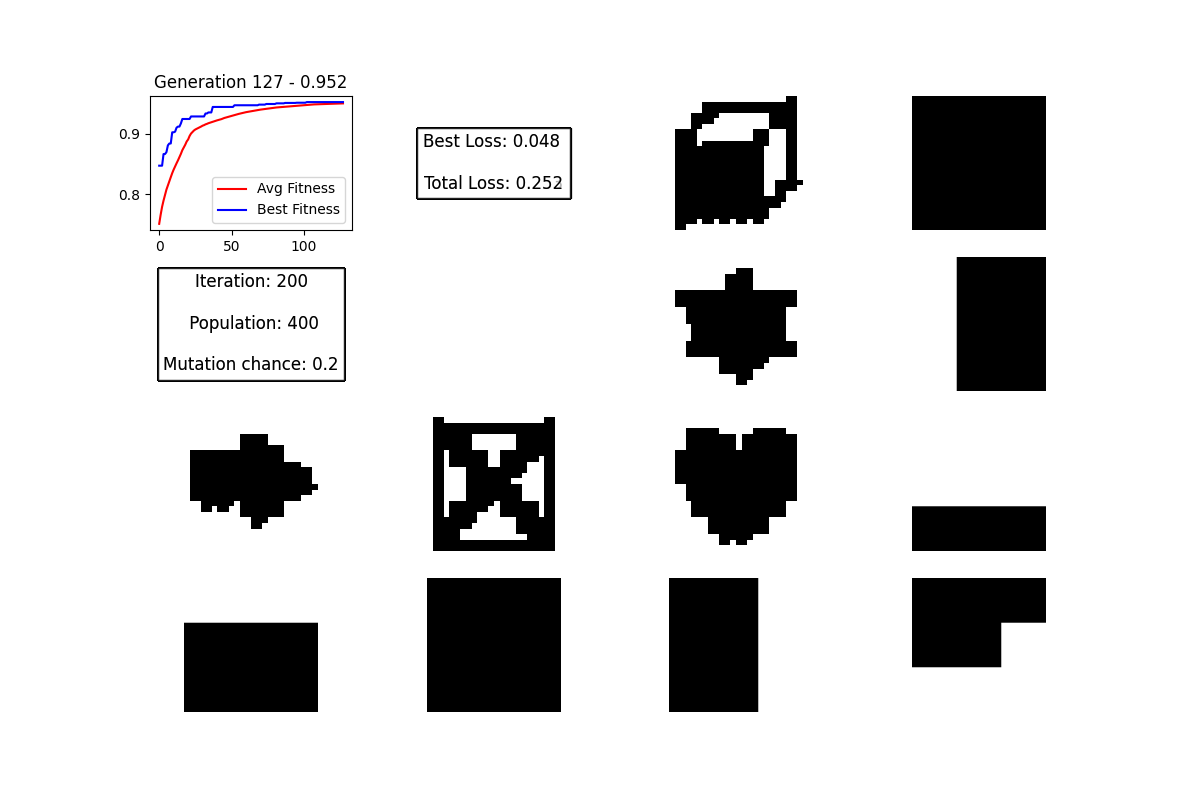 Generation 127 - 0.952
0.9
0.8
Avg Fitness
Best Fitness
0 50 100
Best Loss: 0.048
Total Loss: 0.252
Iteration: 200
Population: 400
Mutation chance: 0.2